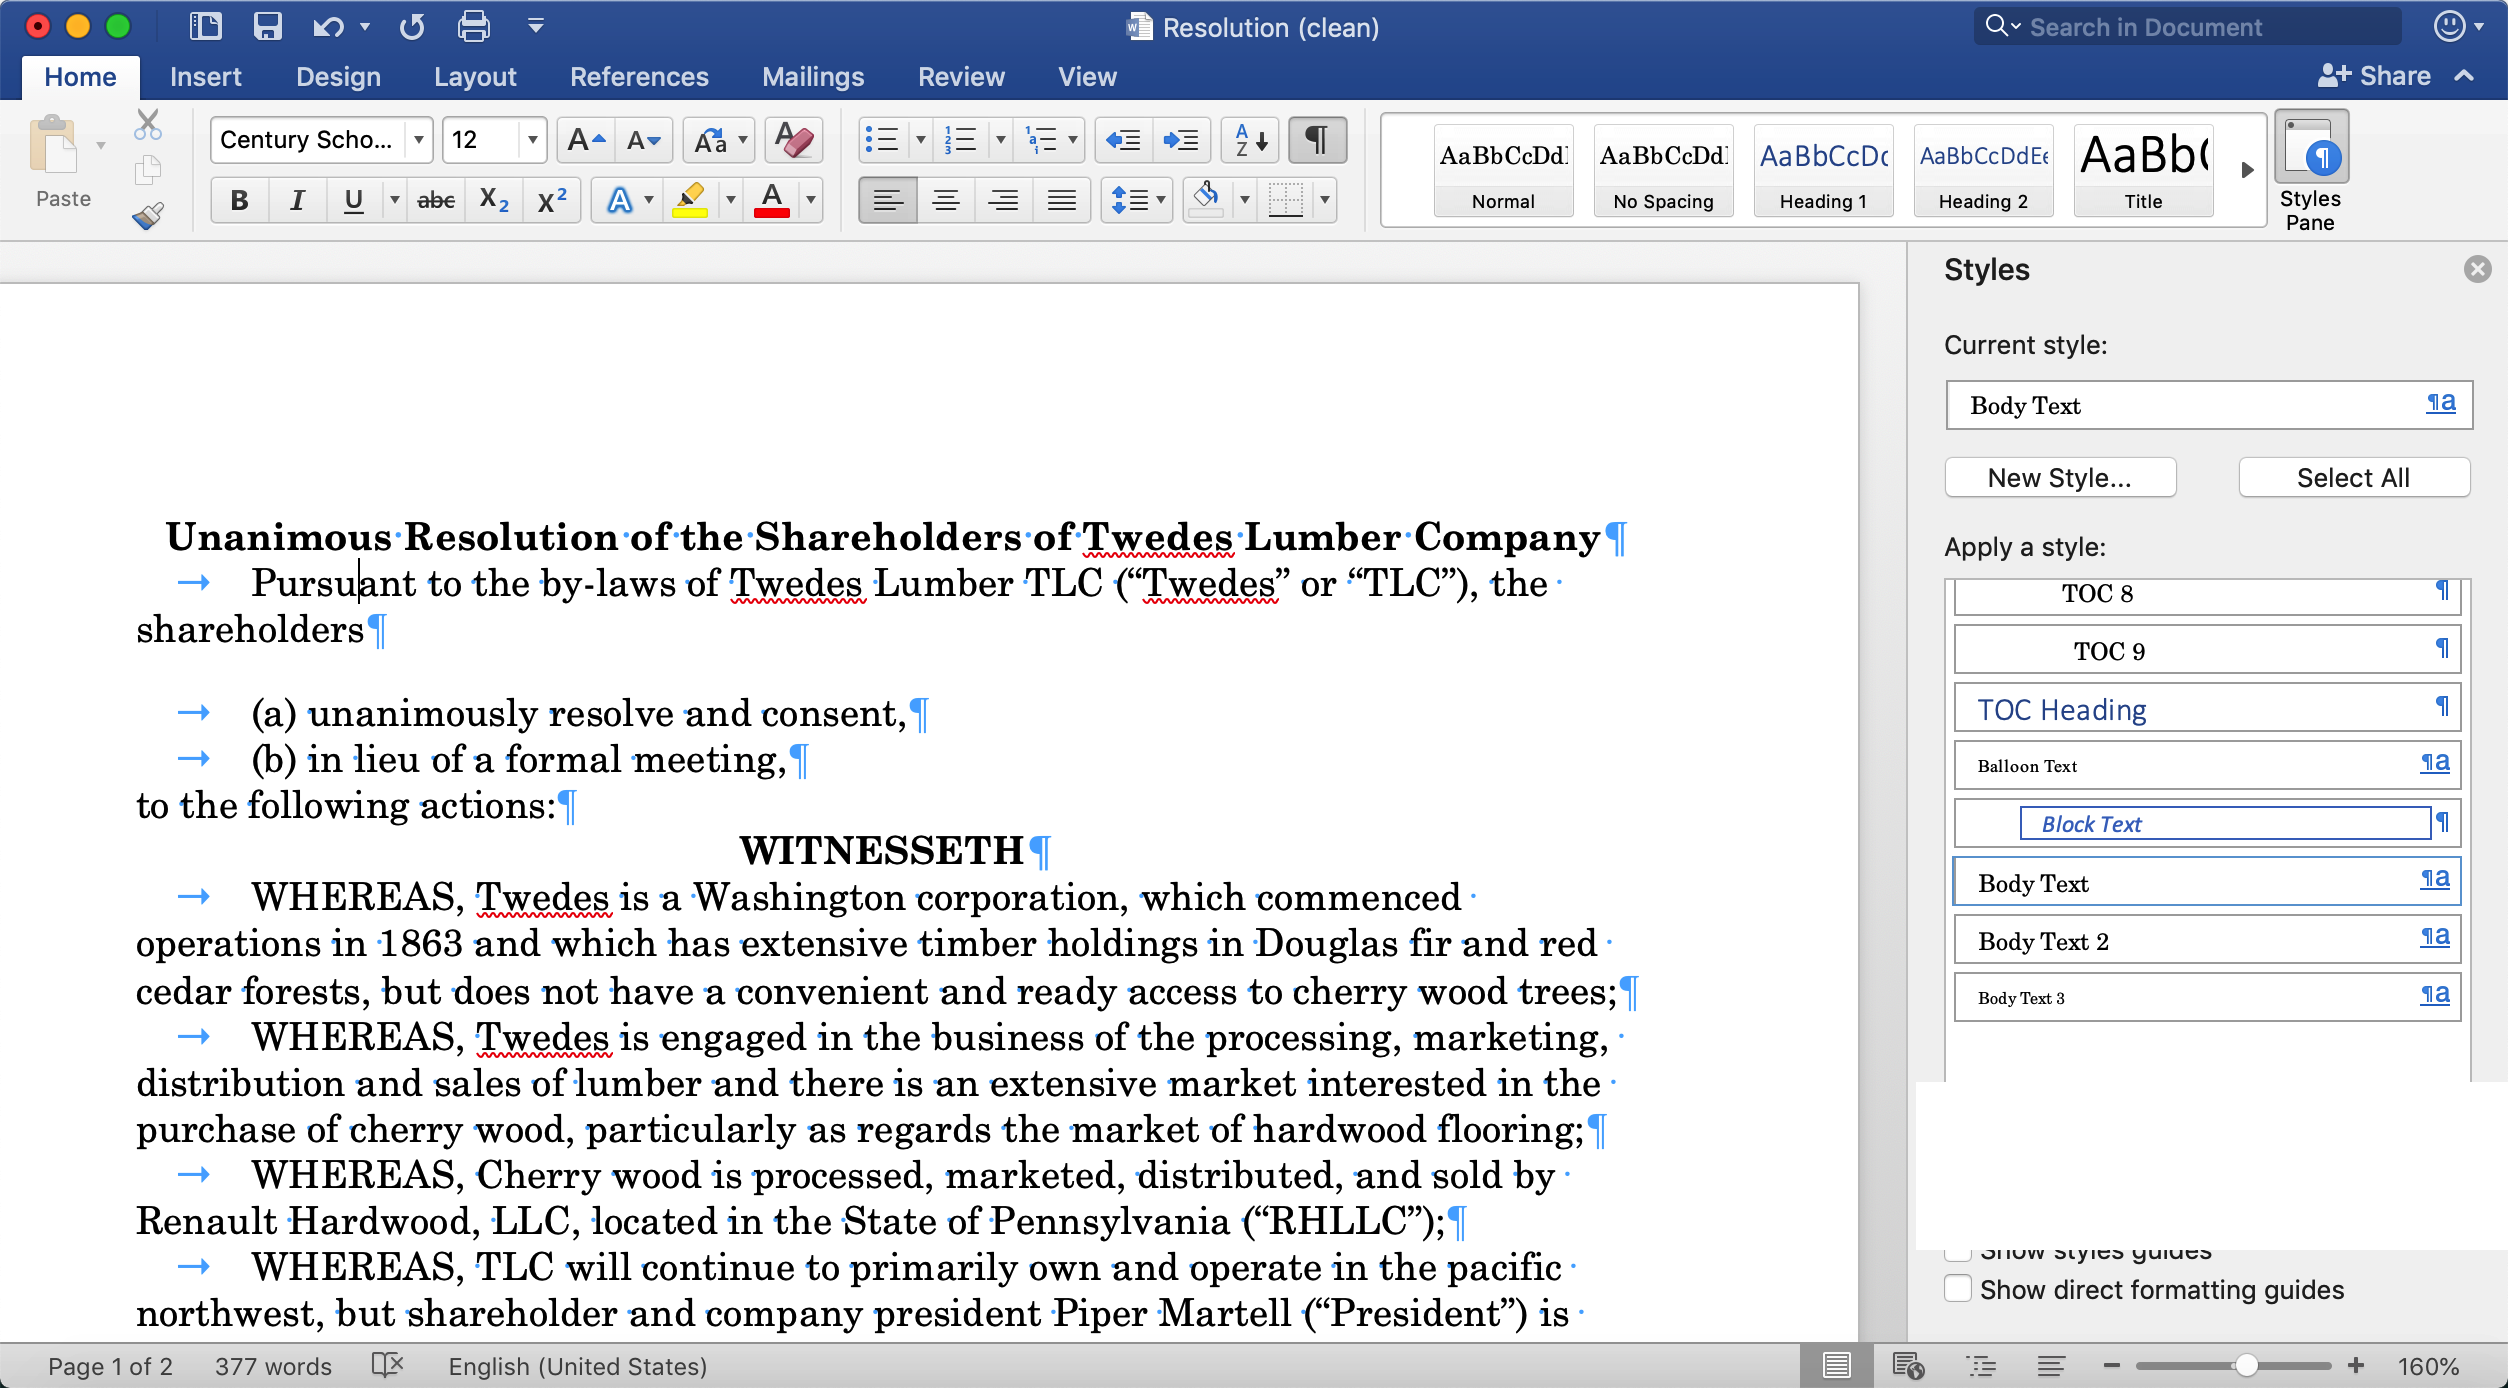 Resolution (clean)
Search in Document
Home Insert Design Layout References Mailings Review View
Share
Paste
Century Scho... 12
AaBbCcDdI AaBbCcDdI AaBbCcDc AaBbCcDdEe AaBb(
Normal No Spacing Heading 1 Heading 2 Title
Styles
Pane
Unanimous Resolution of the Shareholders of Twedes Lumber Company¶
→ Pursuant to the by-laws of Twedes Lumber TLC (“Twedes” or “TLC”), the
shareholders¶
→ (a) unanimously resolve and consent,¶
→ (b) in lieu of a formal meeting,¶
to the following actions:¶
WITNESSETH¶
→ WHEREAS, Twedes is a Washington corporation, which commenced
operations in 1863 and which has extensive timber holdings in Douglas fir and red
cedar forests, but does not have a convenient and ready access to cherry wood trees;¶
→ WHEREAS, Twedes is engaged in the business of the processing, marketing,
distribution and sales of lumber and there is an extensive market interested in the
purchase of cherry wood, particularly as regards the market of hardwood flooring;¶
→ WHEREAS, Cherry wood is processed, marketed, distributed, and sold by
Renault Hardwood, LLC, located in the State of Pennsylvania (“RHLLC”);¶
→ WHEREAS, TLC will continue to primarily own and operate in the pacific
northwest, but shareholder and company president Piper Martell (“President”) is
Styles
Current style:
Body Text ¶a
New Style... Select All
Apply a style:
TOC 8 ¶
TOC 9 ¶
TOC Heading ¶
Balloon Text ¶a
Block Text ¶
Body Text ¶a
Body Text 2 ¶a
Body Text 3 ¶a
Show styles guides
Show direct formatting guides
Page 1 of 2 377 words English (United States) 160%